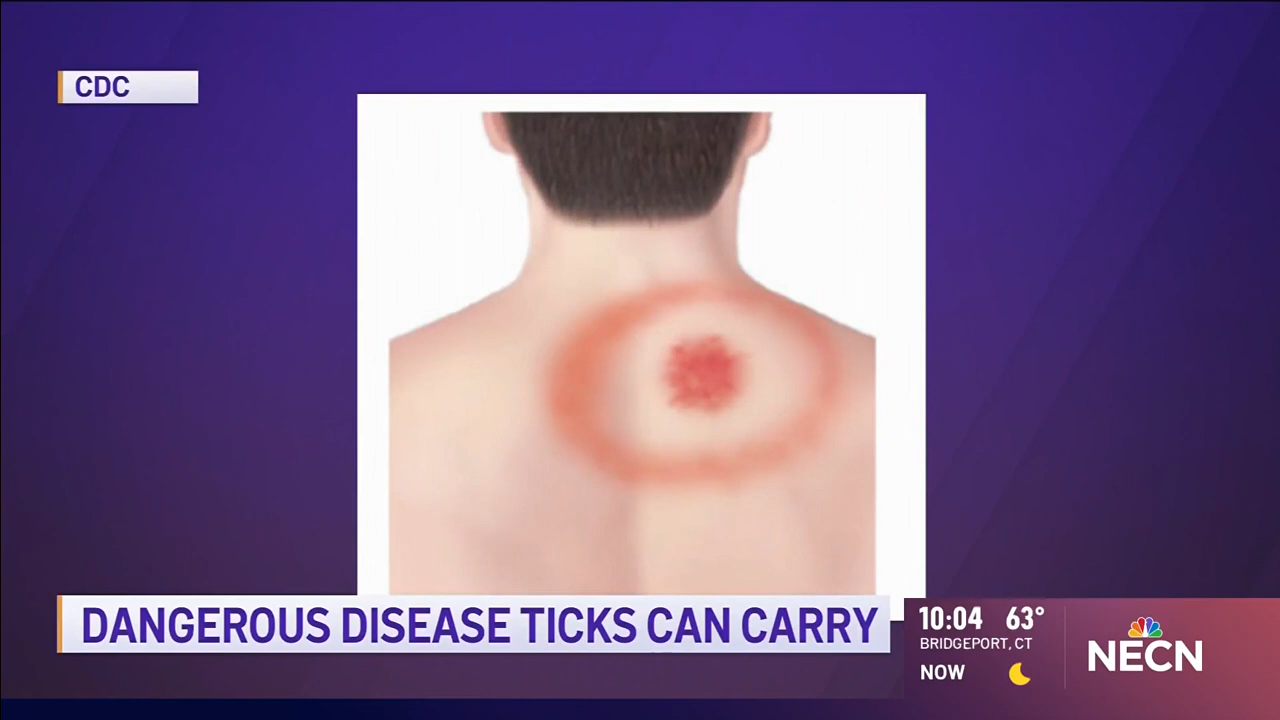 CDC
DANGEROUS DISEASE TICKS CAN CARRY
10:04 63°
BRIDGEPORT, CT
NOW
NECN